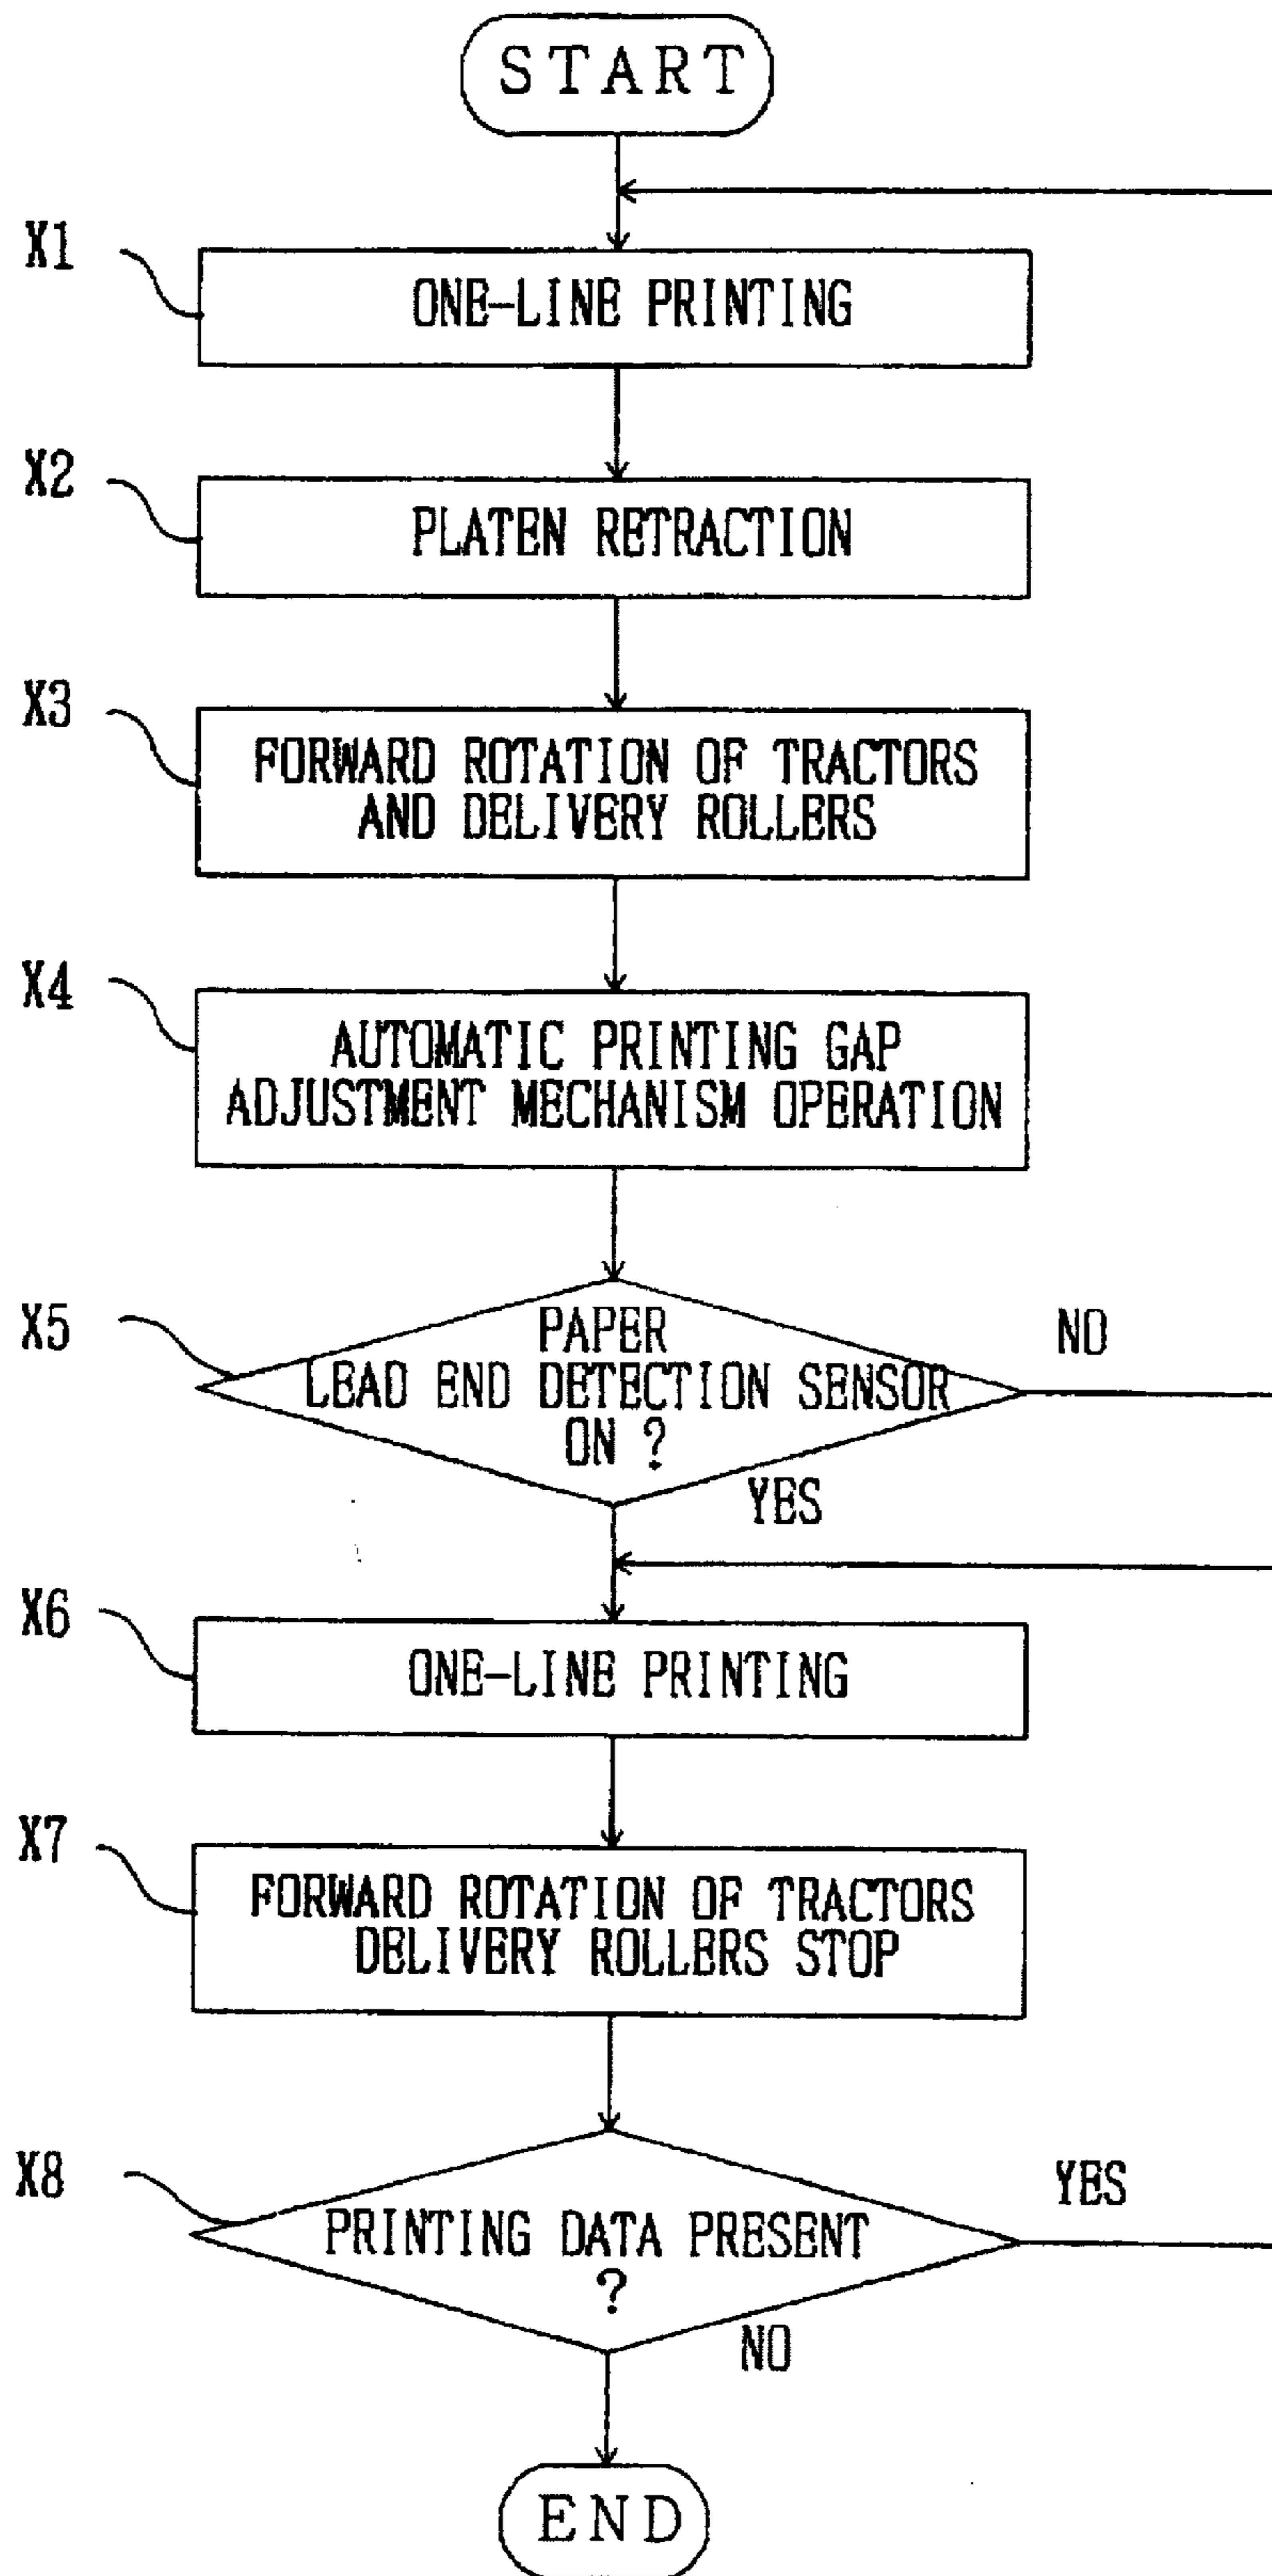 START
X1
ONE-LINE PRINTING
X2
PLATEN RETRACTION
X3
FORWARD ROTATION OF TRACTORS
AND DELIVERY ROLLERS
X4
AUTOMATIC PRINTING GAP
ADJUSTMENT MECHANISM OPERATION
X5
PAPER
LEAD END DETECTION SENSOR
ON ?
NO
YES
X6
ONE-LINE PRINTING
X7
FORWARD ROTATION OF TRACTORS
DELIVERY ROLLERS STOP
X8
PRINTING DATA PRESENT
?
YES
NO
END